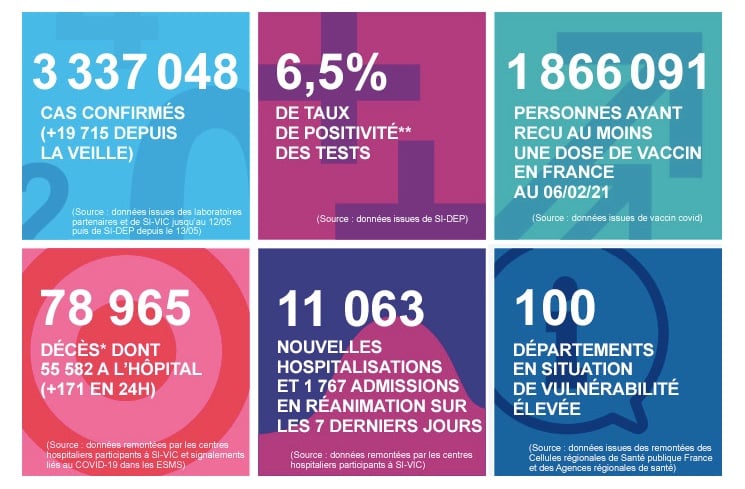 3 337 048
CAS CONFIRMÉS
(+19 715 DEPUIS
LA VEILLE)
(Source : données issues des laboratoires
partenaires et de SI-VIC jusqu'au 12/05
puis de SI-DEP depuis le 13/05)
6,5%
DE TAUX
DE POSITIVITÉ**
DES TESTS
(Source : données issues de SI-DEP)
1 866 091
PERSONNES AYANT
RECU AU MOINS
UNE DOSE DE VACCIN
EN FRANCE
AU 06/02/21
(Source : données issues de vaccin covid)
78 965
DÉCÈS* DONT
55 582 A L'HÔPITAL
(+171 EN 24H)
(Source : données remontées par les centres
hospitaliers participants à SI-VIC et signalements
liés au COVID-19 dans les ESMS)
11 063
NOUVELLES
HOSPITALISATIONS
ET 1 767 ADMISSIONS
EN RÉANIMATION SUR
LES 7 DERNIERS JOURS
(Source : données remontées par les centres
hospitaliers participants à SI-VIC)
100
DÉPARTEMENTS
EN SITUATION
DE VULNÉRABILITÉ
ÉLEVÉE
(Source : données issues des remontées des
Cellules régionales de Santé publique France
et des Agences régionales de santé)